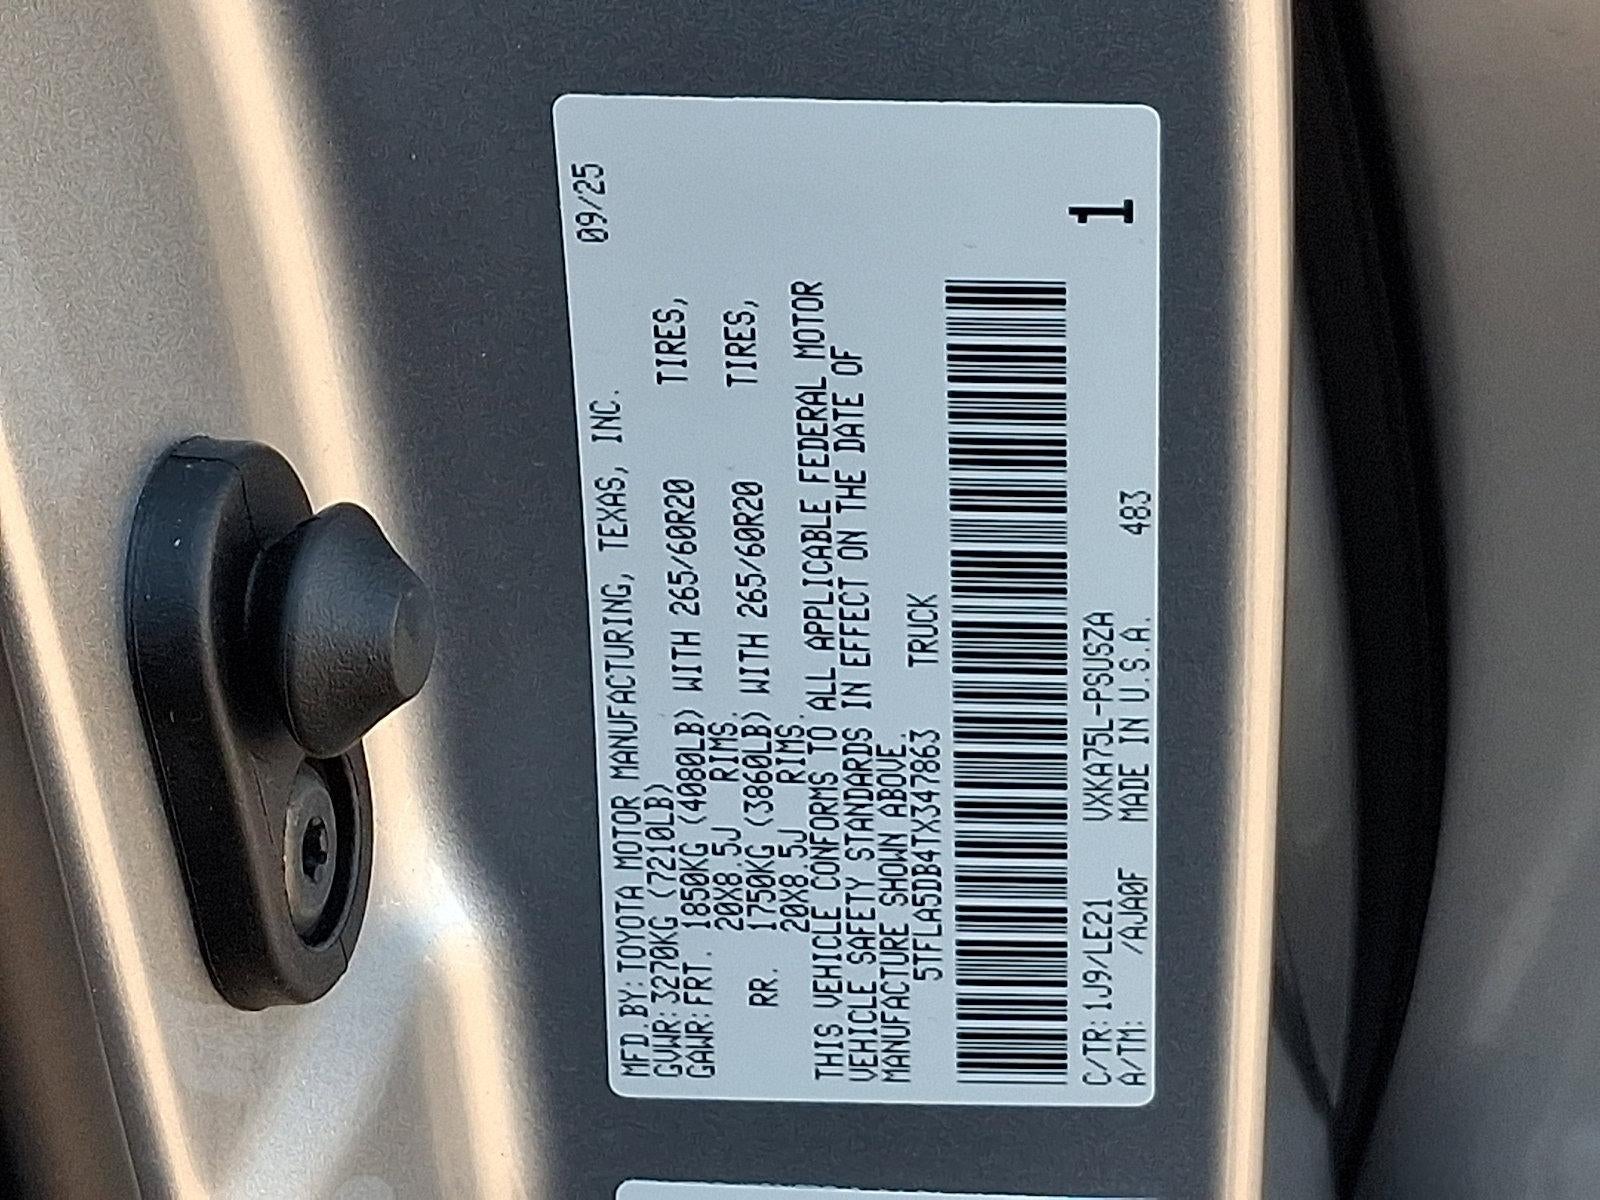 09/25
MFD.BY:TOYOTA MOTOR MANUFACTURING, TEXAS, INC.
GVWR:3270KG (7210LB)
GAWR:FRT. 1850KG (4080LB) WITH 265/60R20 TIRES,
20X8.5J RIMS.
RR. 1750KG (3860LB) WITH 265/60R20 TIRES,
20X8.5J RIMS.
THIS VEHICLE CONFORMS TO ALL APPLICABLE FEDERAL MOTOR
VEHICLE SAFETY STANDARDS IN EFFECT ON THE DATE OF
MANUFACTURE SHOWN ABOVE.
5TFLA5DB4TX347863 TRUCK
C/TR:1J9/LE21 VXKA75L-PSUSZA
A/TM: /AJA0F MADE IN U.S.A. 483
1